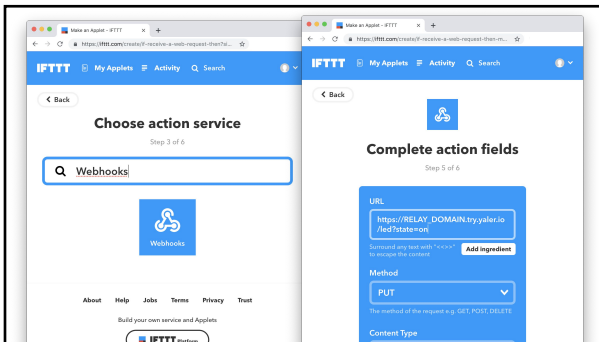 Make an Applet - IFTTT
https://ifttt.com/create/if-receive-a-web-request-then?si...
IFTTT My Applets Activity Search
Back
Choose action service
Step 3 of 6
Webhooks
Webhooks
About Help Jobs Terms Privacy Trust
Build your own service and Applets
IFTTT Platform
Make an Applet - IFTTT
https://ifttt.com/create/if-receive-a-web-request-then-m...
IFTTT My Applets Activity Search
Back
Complete action fields
Step 5 of 6
URL
https://RELAY_DOMAIN.try.yaler.io
/led?state=on
Surround any text with "<<>>"
to escape the content
Add ingredient
Method
PUT
The method of the request e.g. GET, POST, DELETE
Content Type